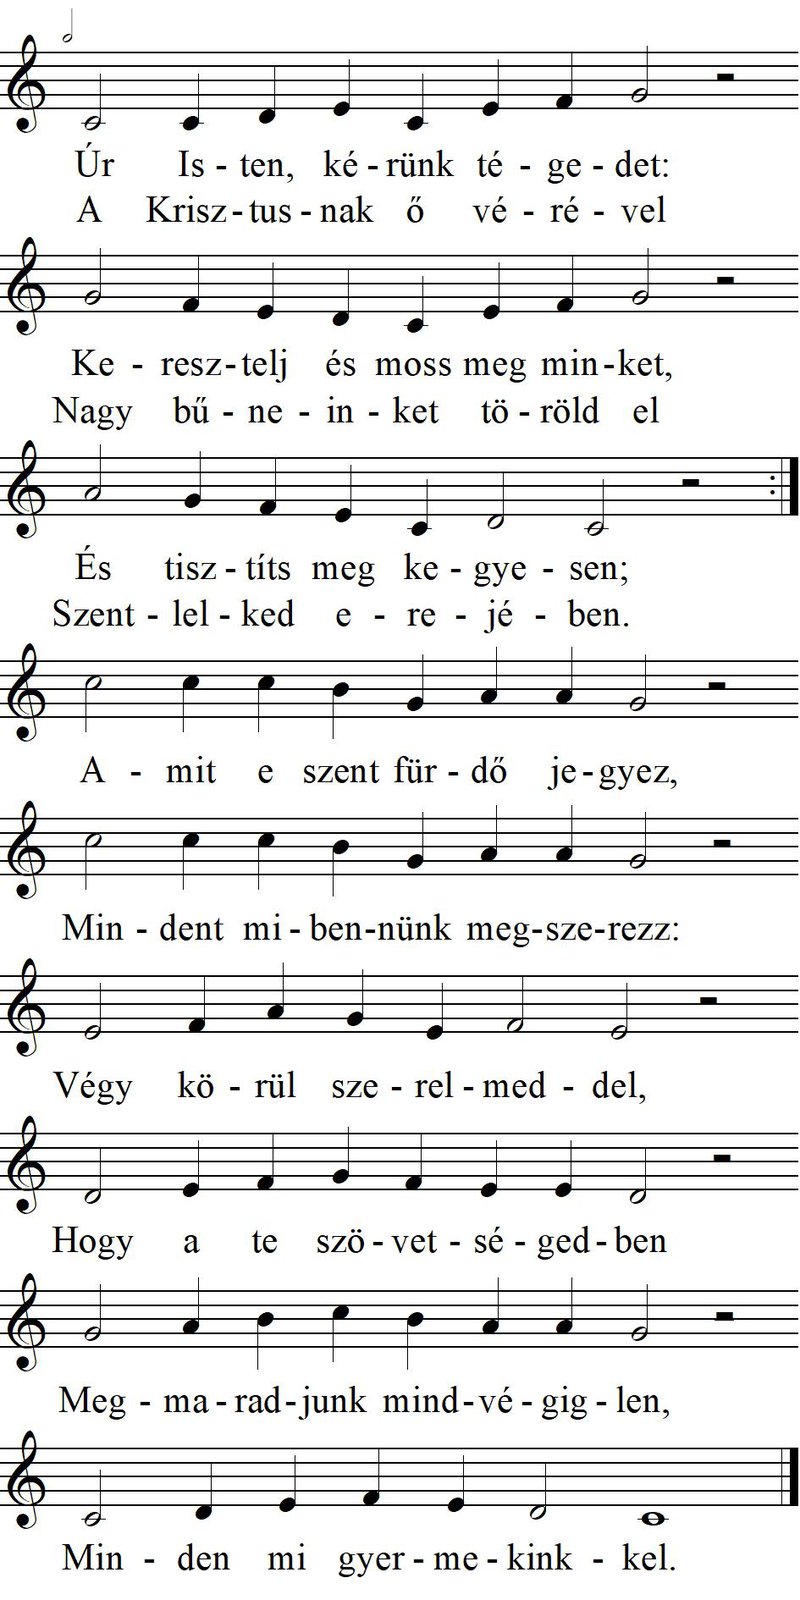 Úr Is - ten, ké - rünk té - ge - det:
A Krisz - tus - nak ő vé - ré - vel
Ke - resz - telj és moss meg min - ket,
Nagy bű - ne - in - ket tö - röld el
És tisz - títs meg ke - gye - sen;
Szent - lel - ked e - re - jé - ben.
A - mit e szent für - dő je - gyez,
Min - dent mi - ben - nünk meg - sze - rezz:
Végy kö - rül sze - rel - med - del,
Hogy a te szö - vet - sé - ged - ben
Meg - ma - rad - junk mind - vé - gig - len,
Min - den mi gyer - me - kink - kel.